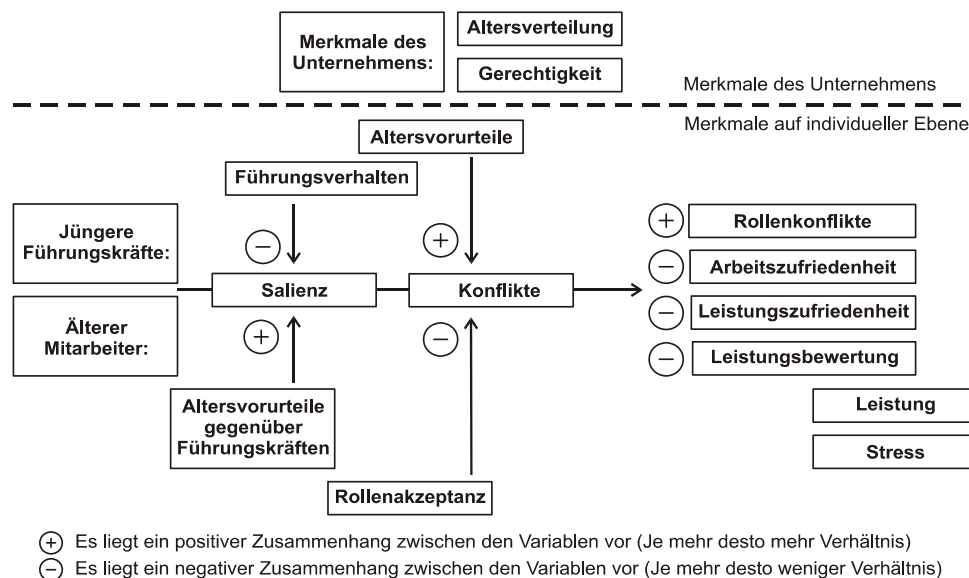 Merkmale des
Unternehmens:
Altersverteilung
Gerechtigkeit
Merkmale des Unternehmens
Merkmale auf individueller Ebene
Altersvorurteile
Führungsverhalten
Jüngere
Führungskräfte:
Älterer
Mitarbeiter:
−
+
Salienz
Konflikte
+
−
+
Rollenkonflikte
−
Arbeitszufriedenheit
−
Leistungszufriedenheit
−
Leistungsbewertung
Altersvorurteile
gegenüber
Führungskräften
Leistung
Stress
Rollenakzeptanz
+ Es liegt ein positiver Zusammenhang zwischen den Variablen vor (Je mehr desto mehr Verhältnis)
− Es liegt ein negativer Zusammenhang zwischen den Variablen vor (Je mehr desto weniger Verhältnis)